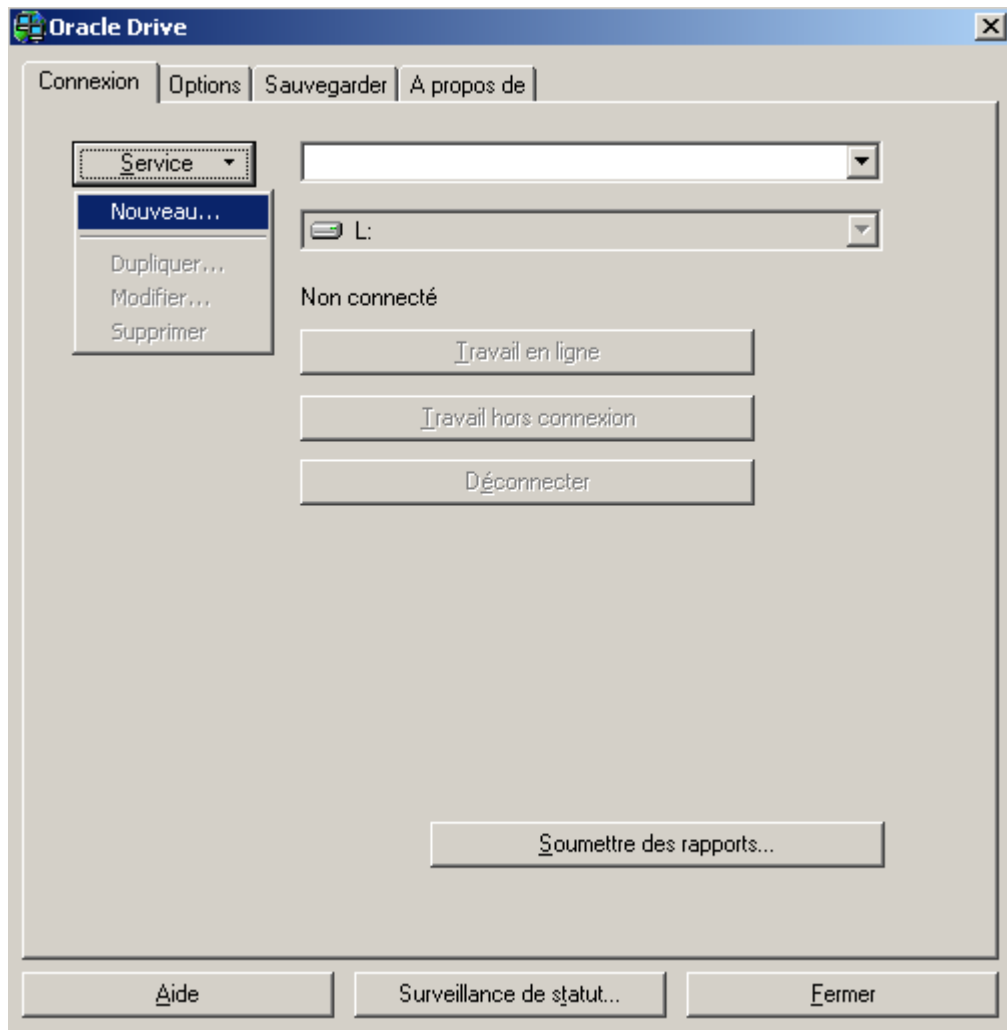 Oracle Drive
Connexion
Options
Sauvegarder
A propos de
Service
Nouveau...
Dupliquer...
Modifier...
Supprimer
L:
Non connecté
Travail en ligne
Travail hors connexion
Déconnecter
Soumettre des rapports...
Aide
Surveillance de statut...
Fermer